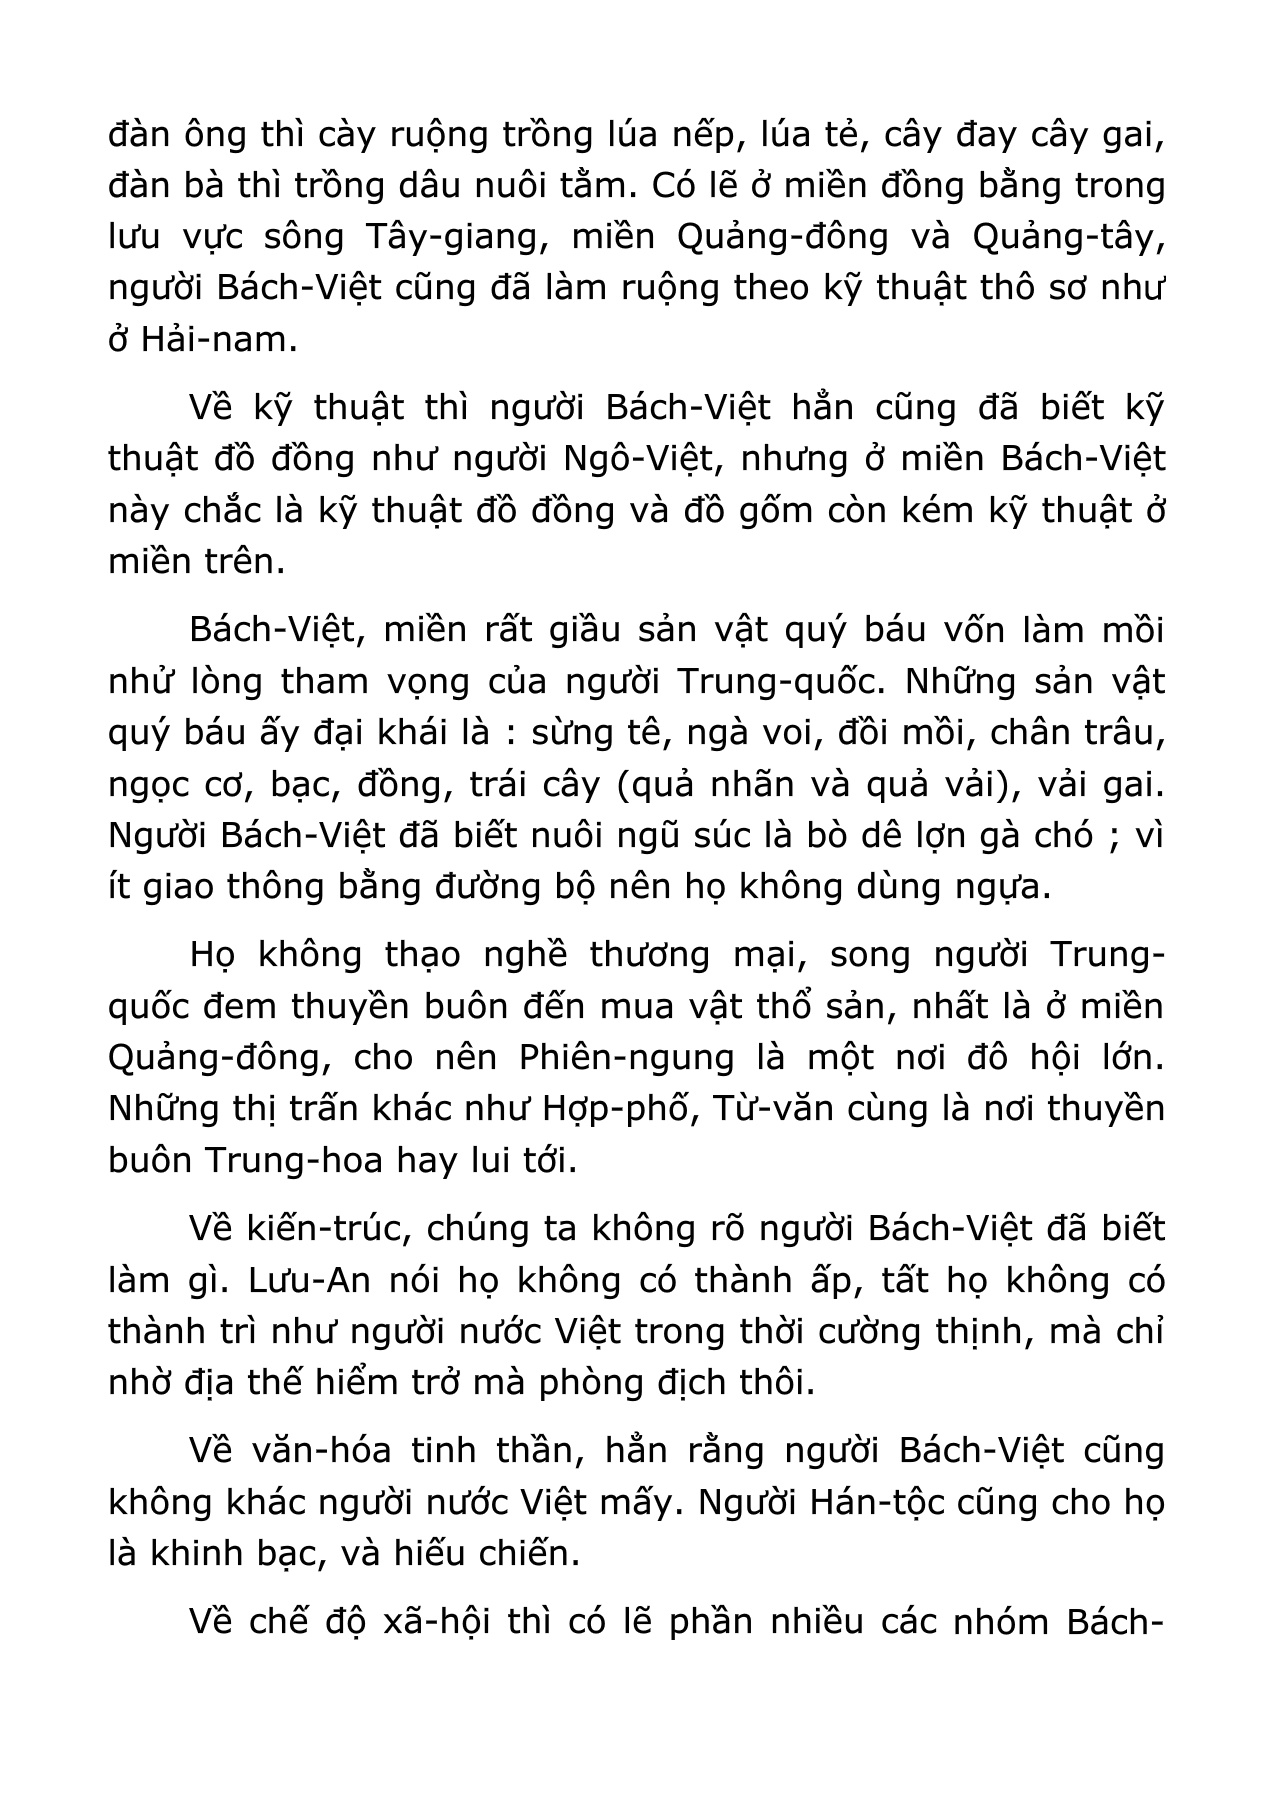 đàn ông thì cày ruộng trồng lúa nếp, lúa tẻ, cây đay cây gai,
đàn bà thì trồng dâu nuôi tằm. Có lẽ ở miền đồng bằng trong
lưu vực sông Tây-giang, miền Quảng-đông và Quảng-tây,
người Bách-Việt cũng đã làm ruộng theo kỹ thuật thô sơ như
ở Hải-nam.
Về kỹ thuật thì người Bách-Việt hẳn cũng đã biết kỹ
thuật đồ đồng như người Ngô-Việt, nhưng ở miền Bách-Việt
này chắc là kỹ thuật đồ đồng và đồ gốm còn kém kỹ thuật ở
miền trên.
Bách-Việt, miền rất giầu sản vật quý báu vốn làm mồi
nhử lòng tham vọng của người Trung-quốc. Những sản vật
quý báu ấy đại khái là : sừng tê, ngà voi, đồi mồi, chân trâu,
ngọc cơ, bạc, đồng, trái cây (quả nhãn và quả vải), vải gai.
Người Bách-Việt đã biết nuôi ngũ súc là bò dê lợn gà chó ; vì
ít giao thông bằng đường bộ nên họ không dùng ngựa.
Họ không thạo nghề thương mại, song người Trung-
quốc đem thuyền buôn đến mua vật thổ sản, nhất là ở miền
Quảng-đông, cho nên Phiên-ngung là một nơi đô hội lớn.
Những thị trấn khác như Hợp-phố, Từ-văn cùng là nơi thuyền
buôn Trung-hoa hay lui tới.
Về kiến-trúc, chúng ta không rõ người Bách-Việt đã biết
làm gì. Lưu-An nói họ không có thành ấp, tất họ không có
thành trì như người nước Việt trong thời cường thịnh, mà chỉ
nhờ địa thế hiểm trở mà phòng địch thôi.
Về văn-hóa tinh thần, hẳn rằng người Bách-Việt cũng
không khác người nước Việt mấy. Người Hán-tộc cũng cho họ
là khinh bạc, và hiếu chiến.
Về chế độ xã-hội thì có lẽ phần nhiều các nhóm Bách-